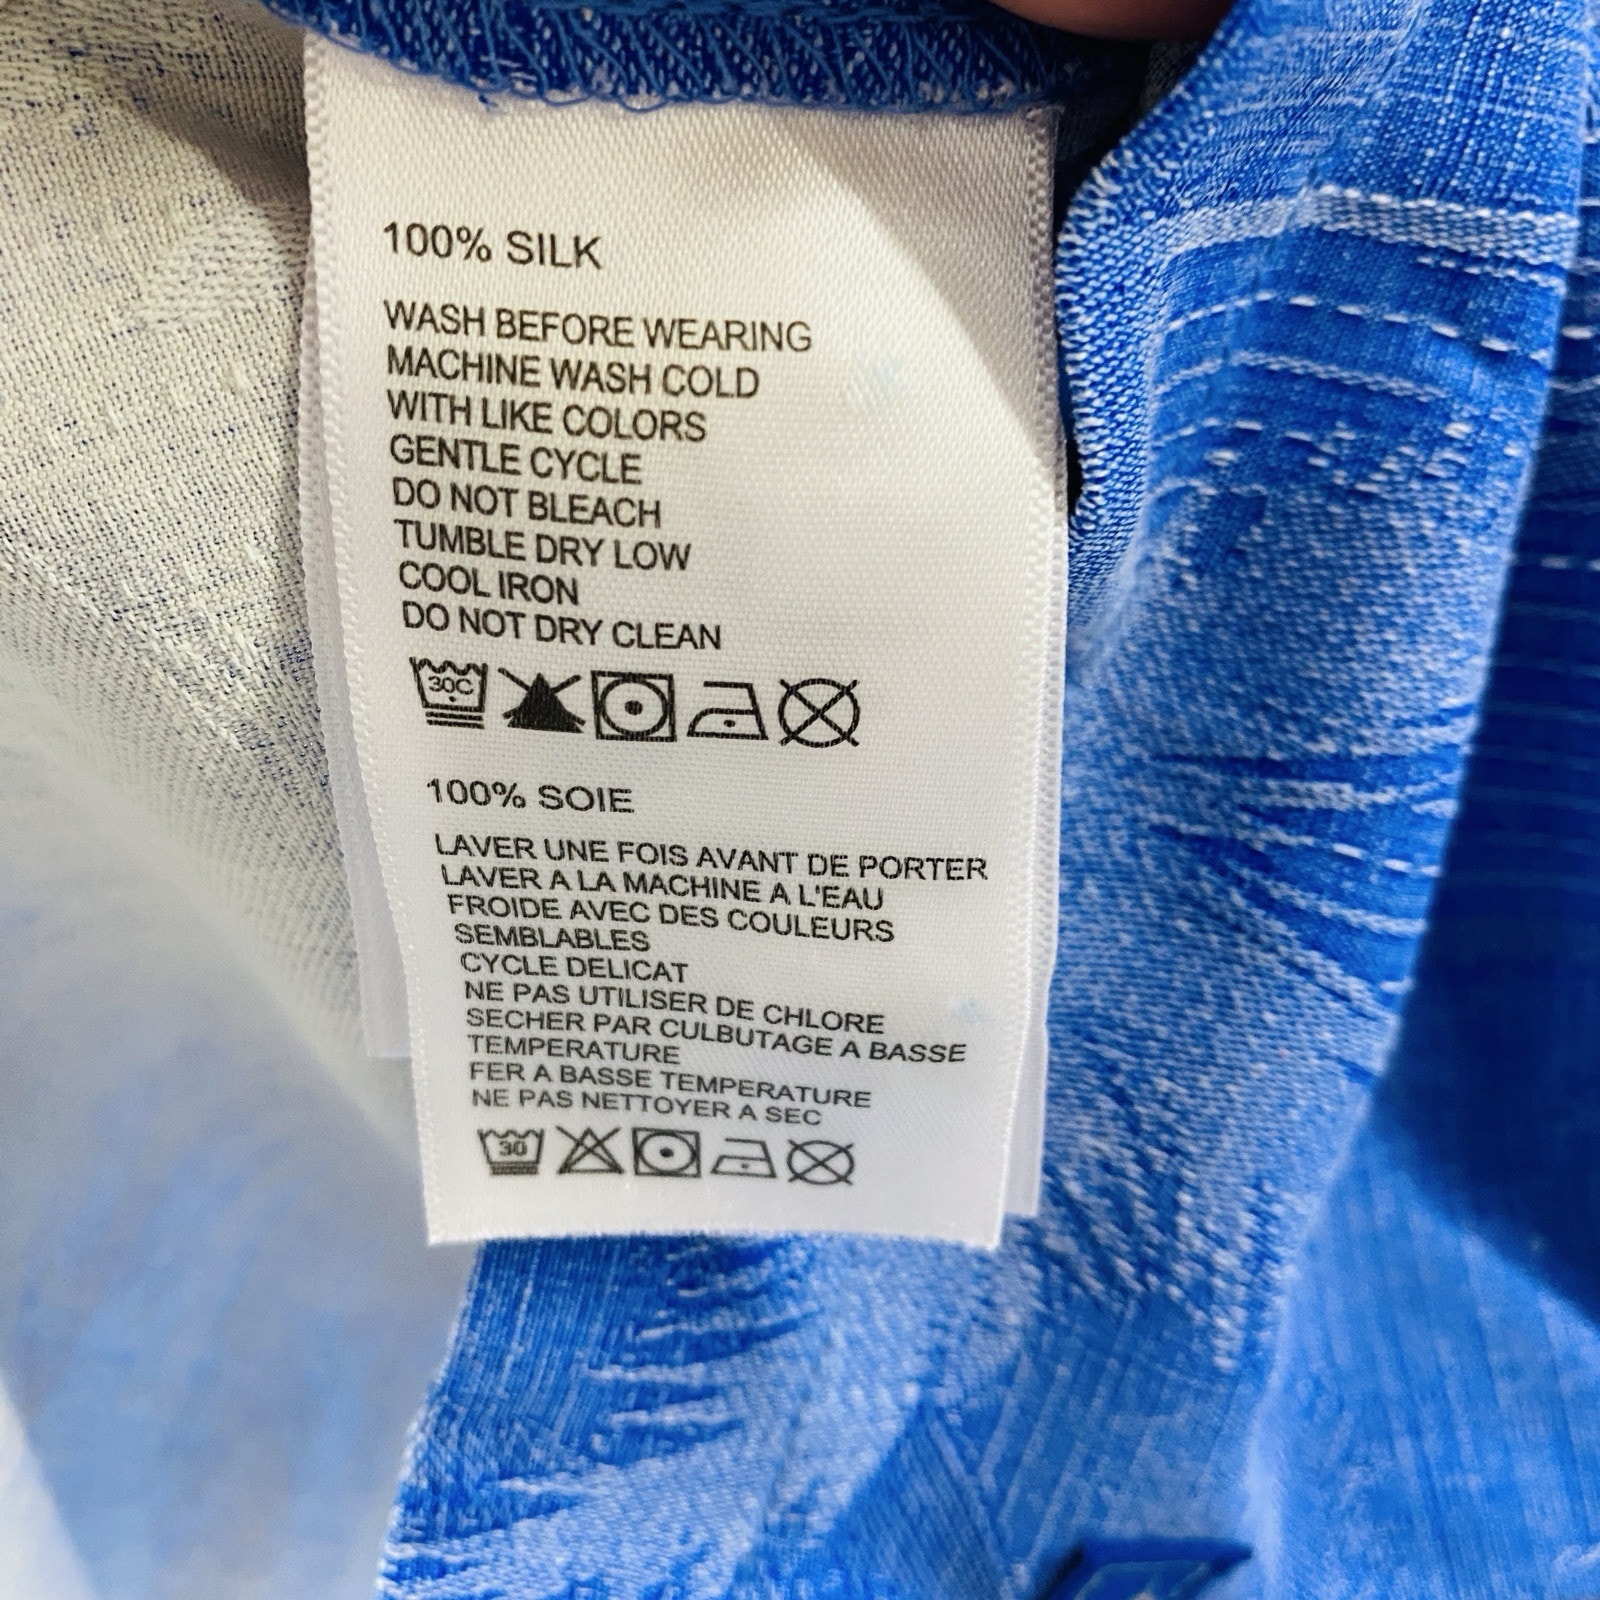 100% SILK
WASH BEFORE WEARING
MACHINE WASH COLD
WITH LIKE COLORS
GENTLE CYCLE
DO NOT BLEACH
TUMBLE DRY LOW
COOL IRON
DO NOT DRY CLEAN
30C
100% SOIE
LAVER UNE FOIS AVANT DE PORTER
LAVER A LA MACHINE A L'EAU
FROIDE AVEC DES COULEURS
SEMBLABLES
CYCLE DELICAT
NE PAS UTILISER DE CHLORE
SECHER PAR CULBUTAGE A BASSE
TEMPERATURE
FER A BASSE TEMPERATURE
NE PAS NETTOYER A SEC
30